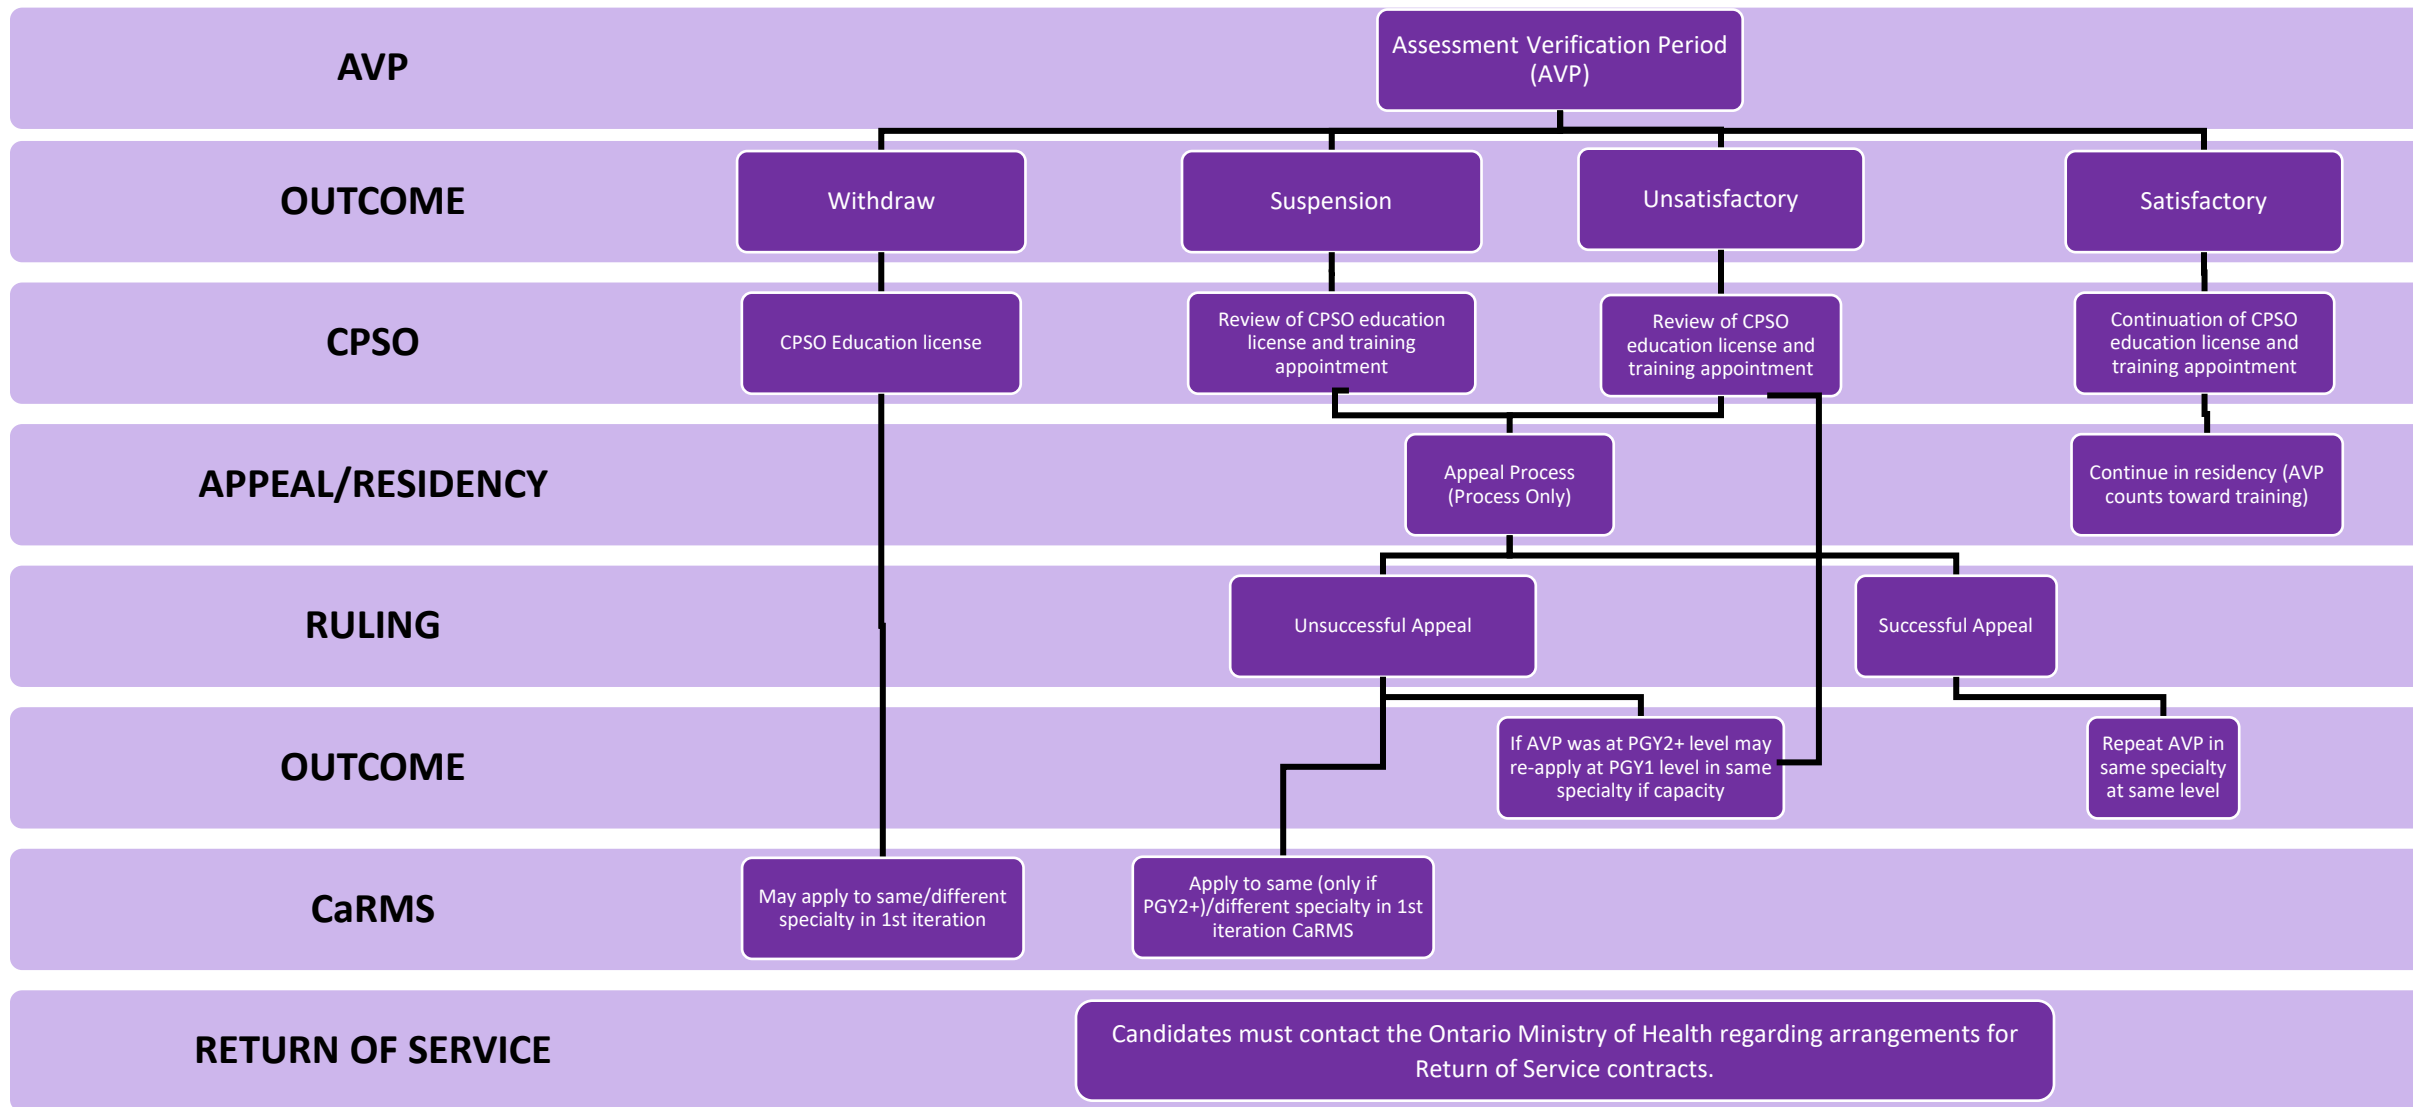 AVP
Assessment Verification Period
(AVP)
OUTCOME
Withdraw
Suspension
Unsatisfactory
Satisfactory
CPSO
CPSO Education license
Review of CPSO education
license and training
appointment
Review of CPSO
education license and
training appointment
Continuation of CPSO
education license and
training appointment
APPEAL/RESIDENCY
Appeal Process
(Process Only)
Continue in residency (AVP
counts toward training)
RULING
Unsuccessful Appeal
Successful Appeal
OUTCOME
If AVP was at PGY2+ level may
re-apply at PGY1 level in same
specialty if capacity
Repeat AVP in
same specialty
at same level
CaRMS
May apply to same/different
specialty in 1st iteration
Apply to same (only if
PGY2+)/different specialty in 1st
iteration CaRMS
RETURN OF SERVICE
Candidates must contact the Ontario Ministry of Health regarding arrangements for
Return of Service contracts.